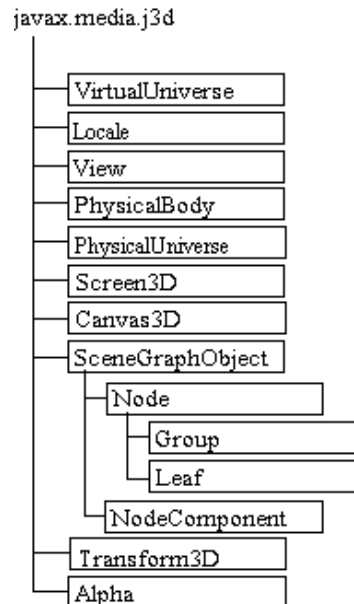 javax.media.j3d
VirtualUniverse
Locale
View
PhysicalBody
PhysicalUniverse
Screen3D
Canvas3D
SceneGraphObject
Node
Group
Leaf
NodeComponent
Transform3D
Alpha